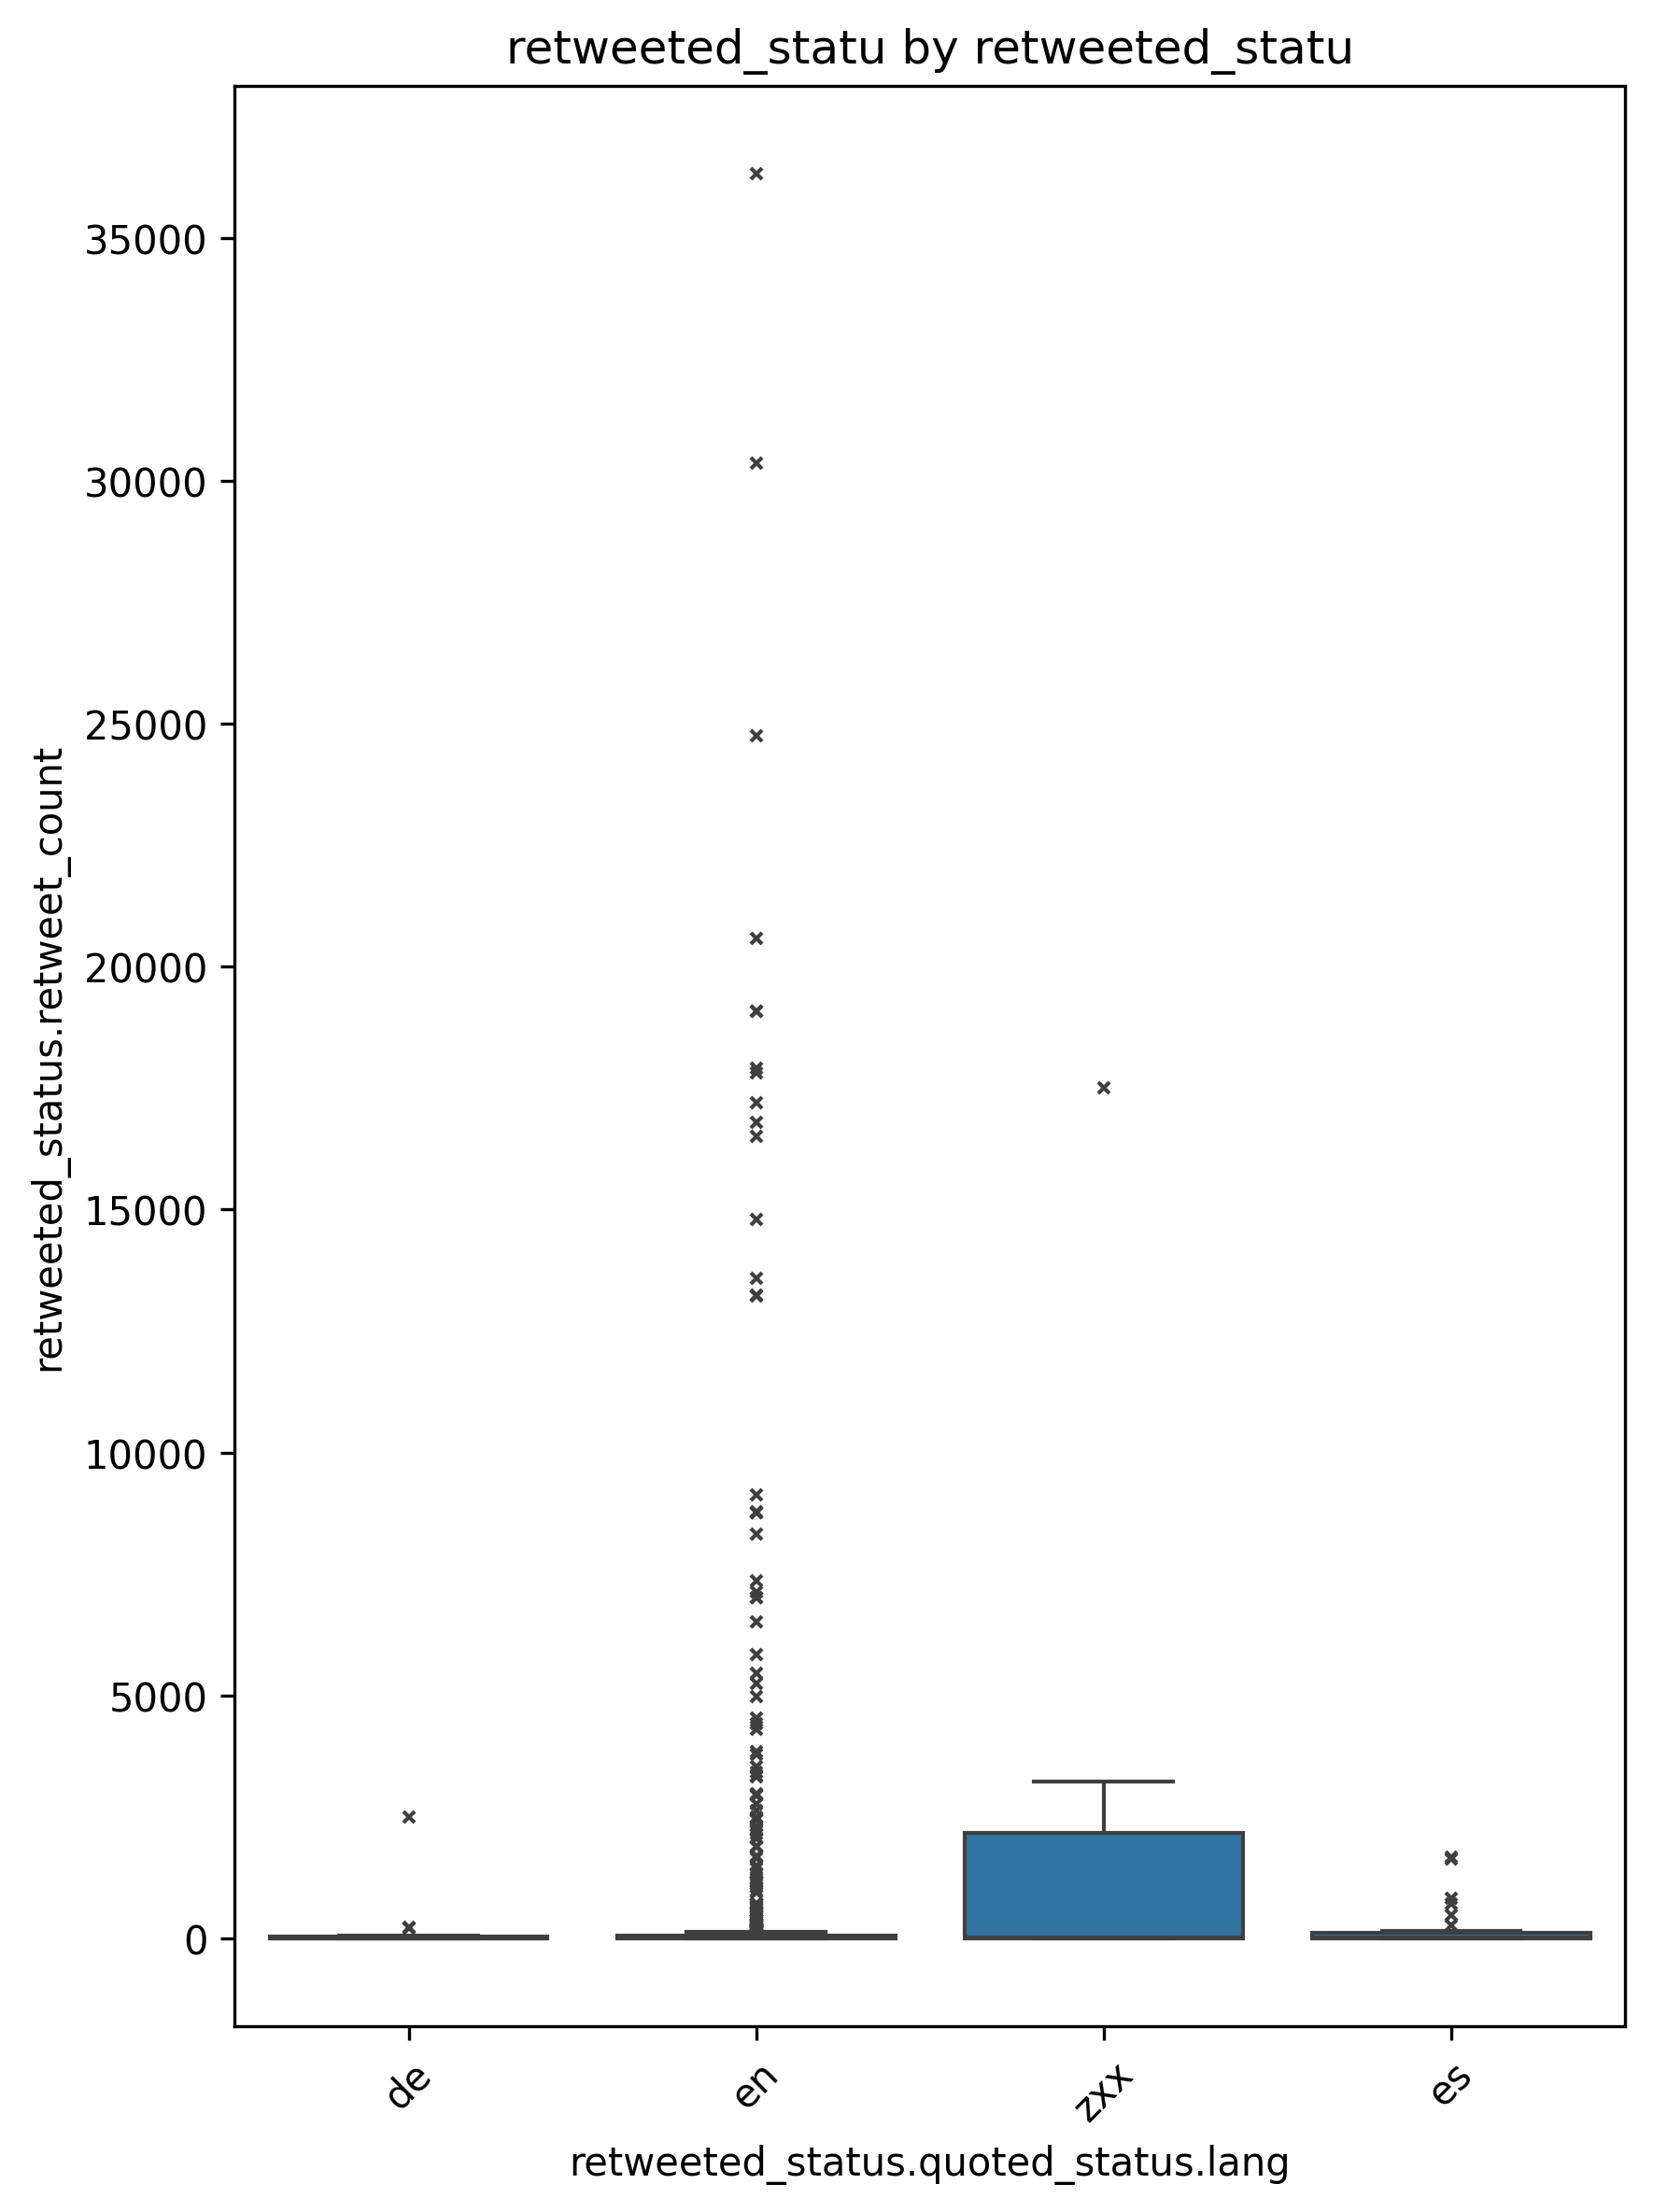 retweeted_statu by retweeted_statu
retweeted_status.retweet_count
35000
30000
25000
20000
15000
10000
5000
0
de
en
zxx
es
retweeted_status.quoted_status.lang